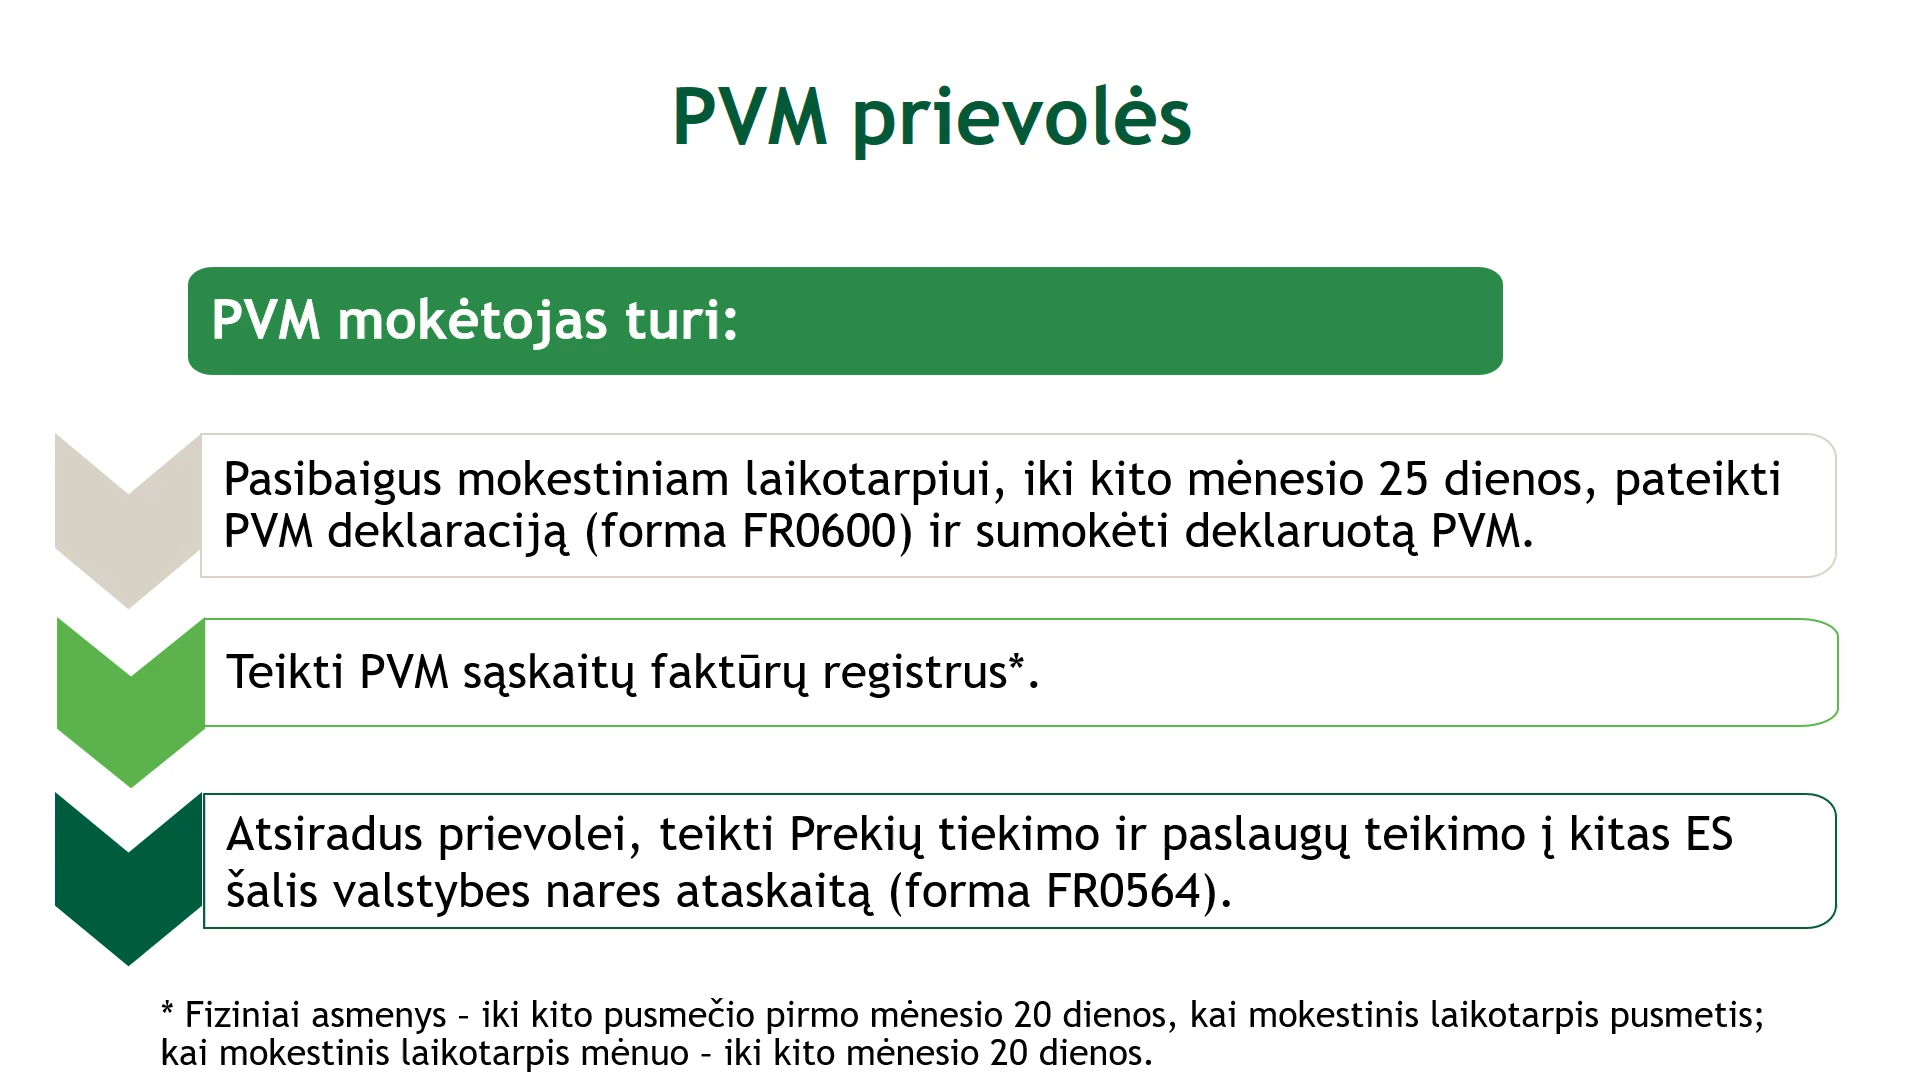 PVM prievolės
PVM mokėtojas turi:
Pasibaigus mokestiniam laikotarpiui, iki kito mėnesio 25 dienos, pateikti
PVM deklaraciją (forma FR0600) ir sumokėti deklaruotą PVM.
Teikti PVM sąskaitų faktūrų registrus*.
Atsiradus prievolei, teikti Prekių tiekimo ir paslaugų teikimo į kitas ES
šalis valstybes nares ataskaitą (forma FR0564).
* Fiziniai asmenys – iki kito pusmečio pirmo mėnesio 20 dienos, kai mokestinis laikotarpis pusmetis;
kai mokestinis laikotarpis mėnuo – iki kito mėnesio 20 dienos.